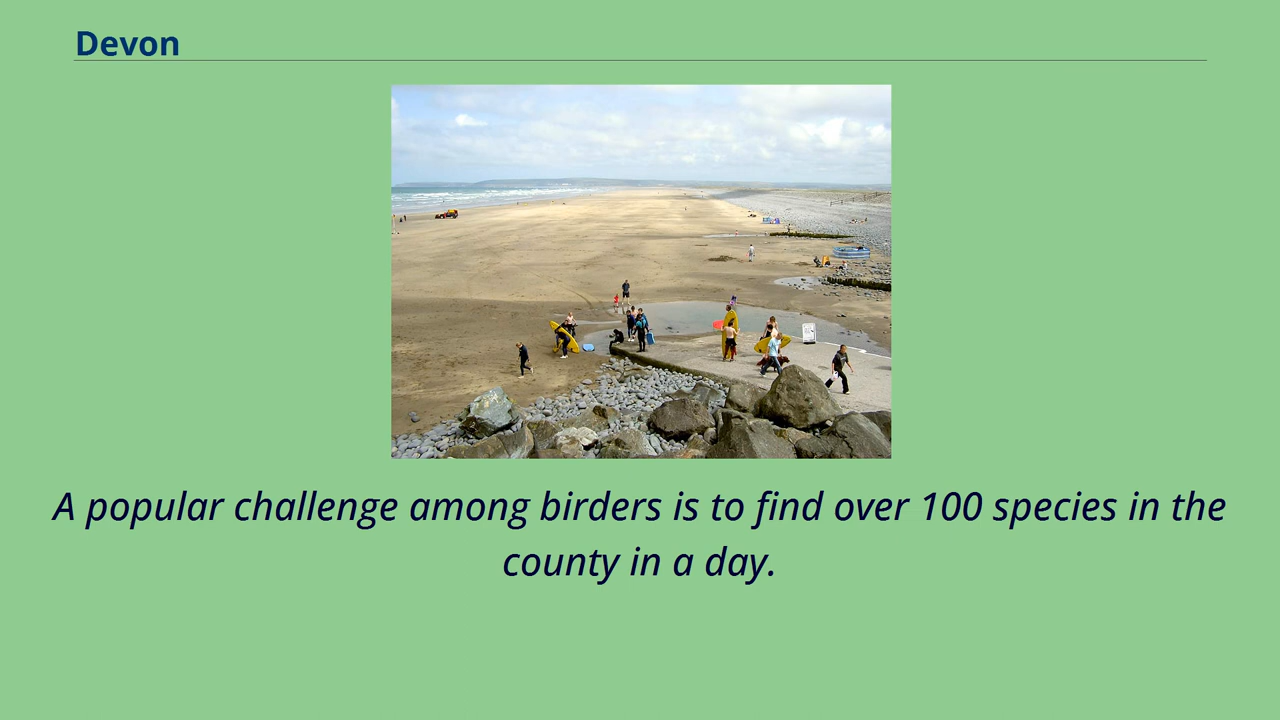 Devon
A popular challenge among birders is to find over 100 species in the
county in a day.